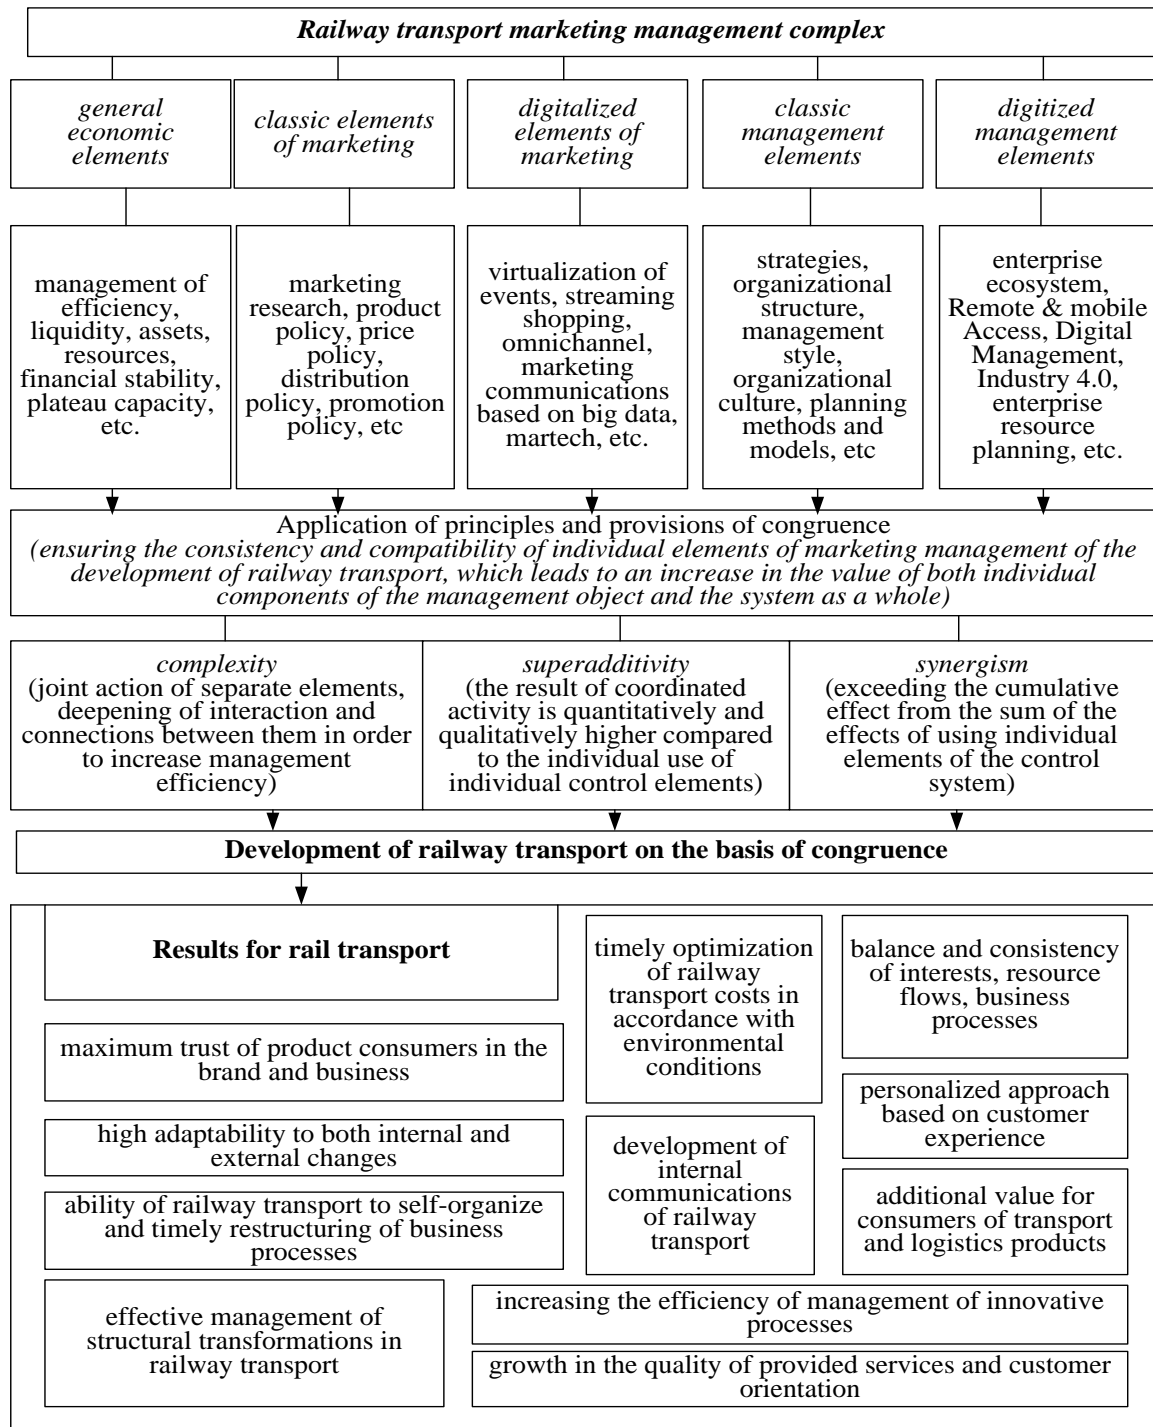 Railway transport marketing management complex
general
economic
elements
classic elements
of marketing
digitalized
elements of
marketing
classic
management
elements
digitized
management
elements
management of
efficiency,
liquidity, assets,
resources,
financial stability,
plateau capacity,
etc.
marketing
research, product
policy, price
policy,
distribution
policy, promotion
policy, etc
virtualization of
events, streaming
shopping,
omnichannel,
marketing
communications
based on big data,
martech, etc.
strategies,
organizational
structure,
management
style,
organizational
culture, planning
methods and
models, etc
enterprise
ecosystem,
Remote & mobile
Access, Digital
Management,
Industry 4.0,
enterprise
resource
planning, etc.
Application of principles and provisions of congruence
(ensuring the consistency and compatibility of individual elements of marketing management of the
development of railway transport, which leads to an increase in the value of both individual
components of the management object and the system as a whole)
complexity
(joint action of separate elements,
deepening of interaction and
connections between them in order
to increase management
efficiency)
superadditivity
(the result of coordinated
activity is quantitatively and
qualitatively higher compared
to the individual use of
individual control elements)
synergism
(exceeding the cumulative
effect from the sum of the
effects of using individual
elements of the control
system)
Development of railway transport on the basis of congruence
Results for rail transport
maximum trust of product consumers in the
brand and business
high adaptability to both internal and
external changes
ability of railway transport to self-organize
and timely restructuring of business
processes
effective management of
structural transformations in
railway transport
timely optimization
of railway
transport costs in
accordance with
environmental
conditions
development of
internal
communications
of railway
transport
balance and consistency
of interests, resource
flows, business
processes
personalized approach
based on customer
experience
additional value for
consumers of transport
and logistics products
increasing the efficiency of management of innovative
processes
growth in the quality of provided services and customer
orientation